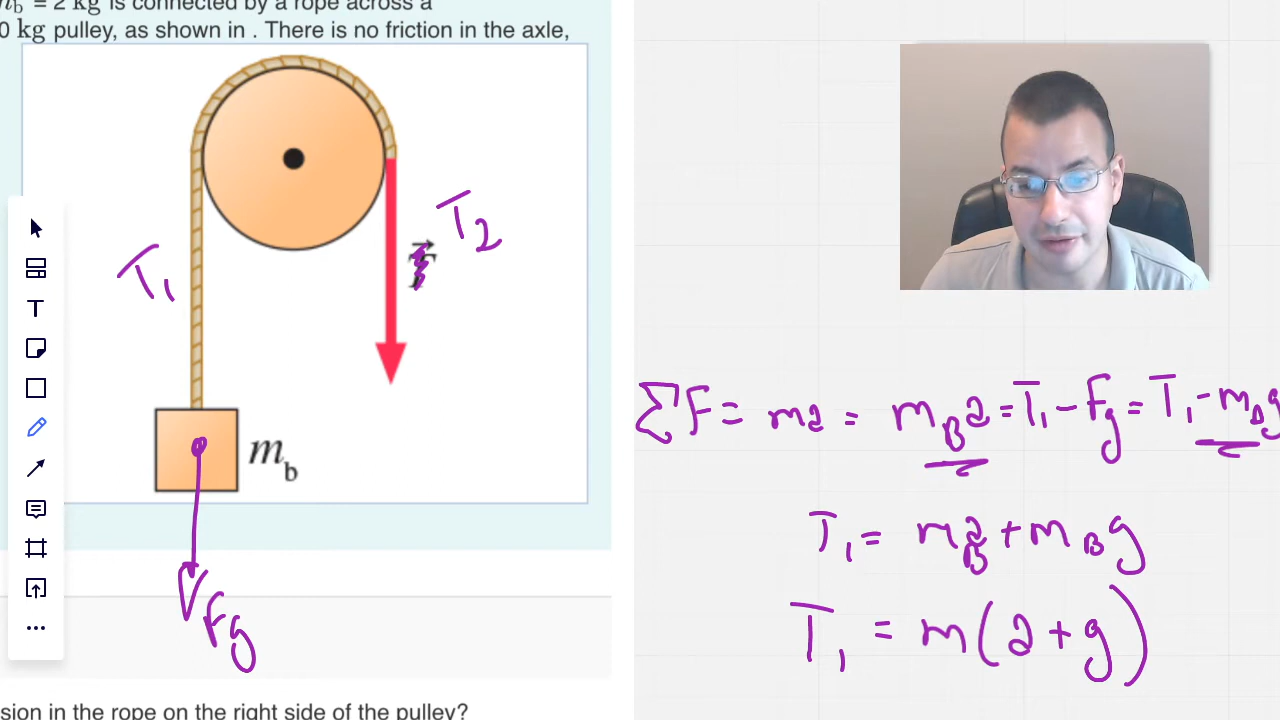 m_b = 2 kg is connected by a rope across a
0 kg pulley, as shown in . There is no friction in the axle,
T₁
T₂
F⃗
m_b
Fg
T
ΣF = ma = m_B a = T₁ - Fg = T₁ - m_B g
T₁ = m_B a + m_B g
T₁ = m(a + g)
sion in the rope on the right side of the pulley?